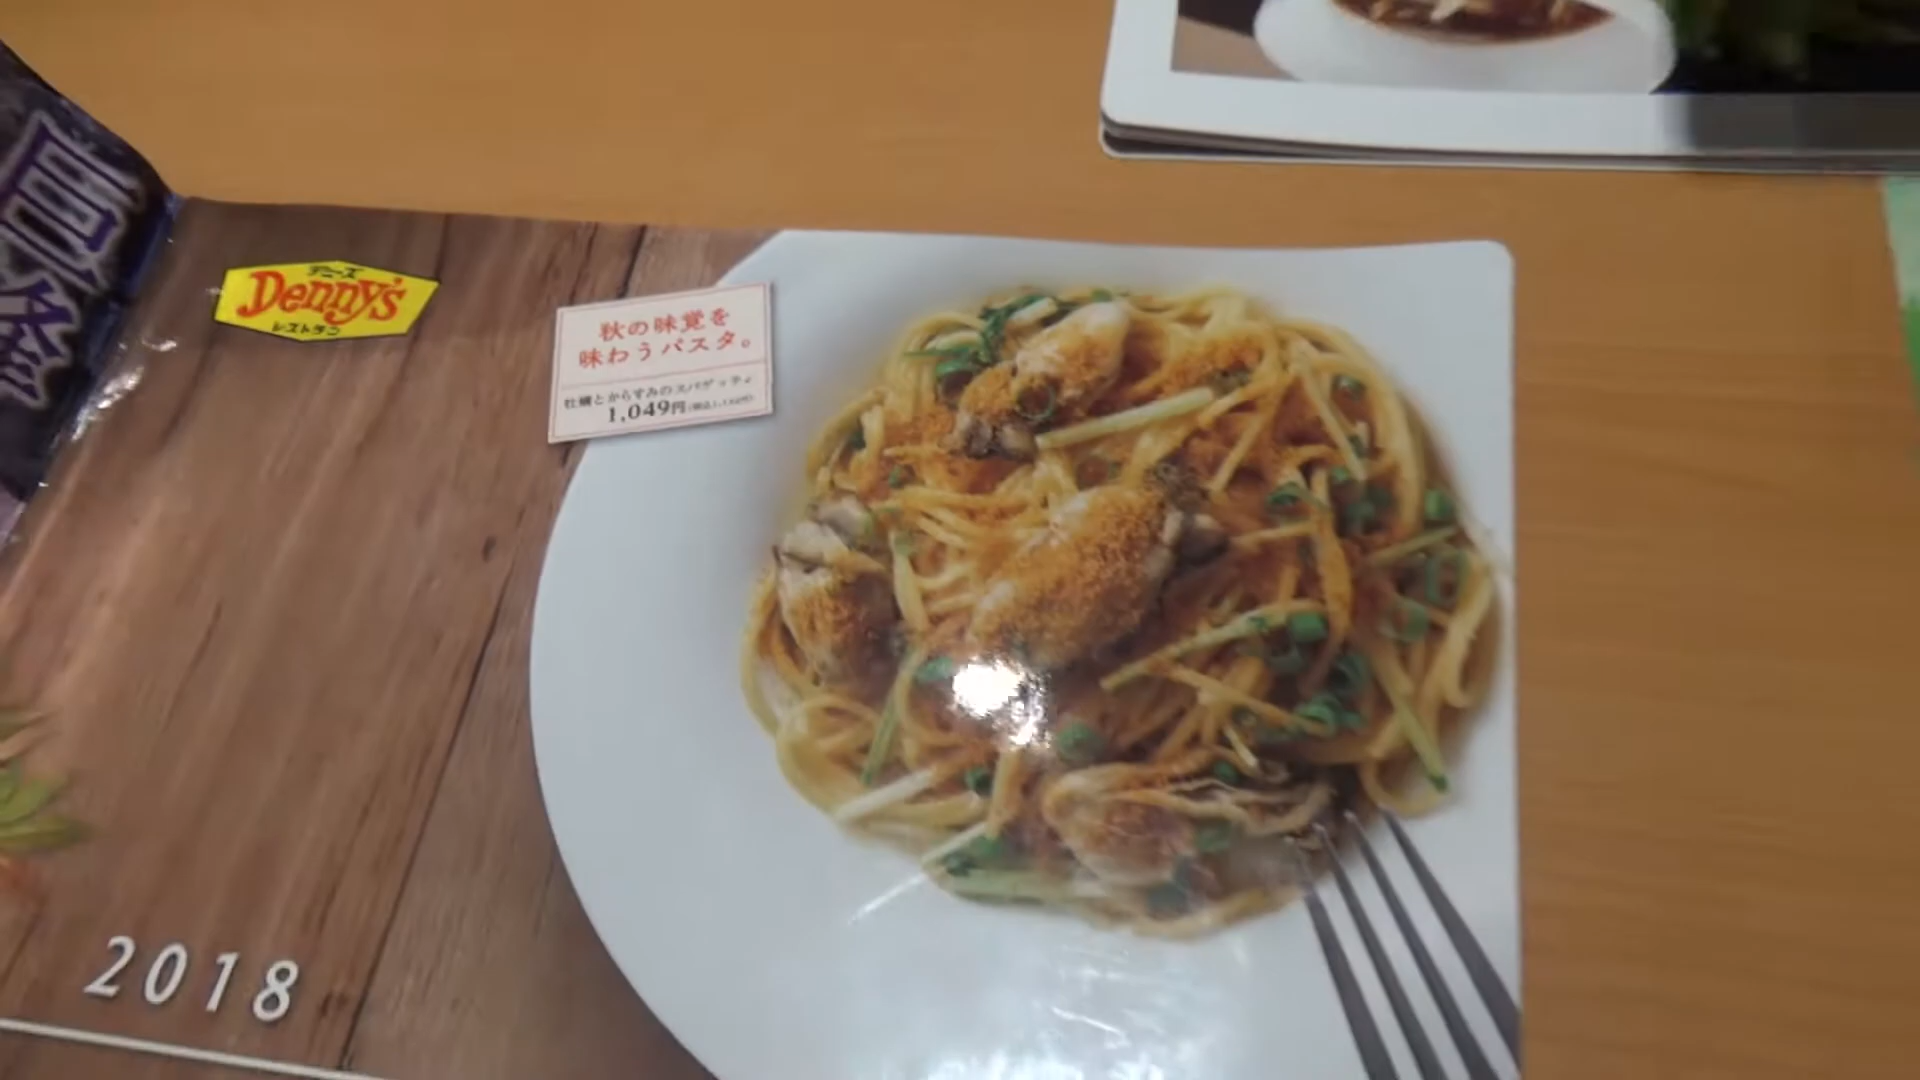 デニーズ
Denny's
レストラン
秋の味覚を
味わうパスタ。
牡蠣とからすみのスパゲッティ
1,049円
2018